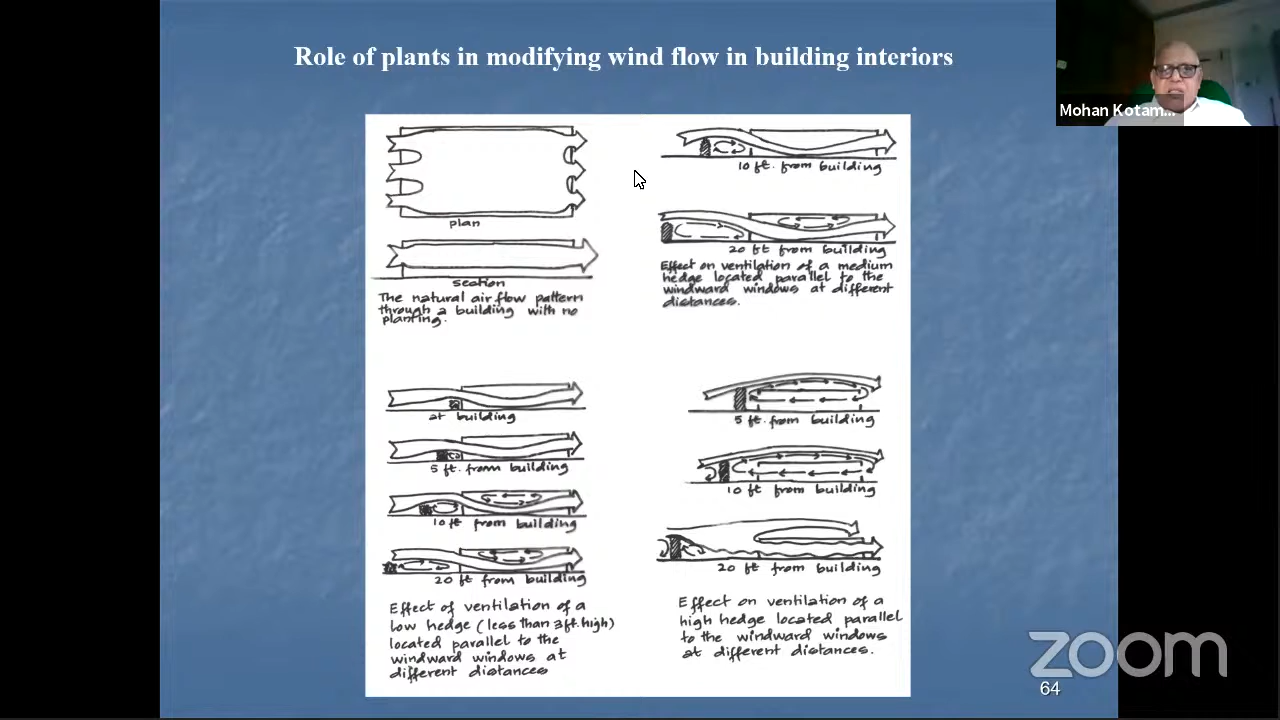 Role of plants in modifying wind flow in building interiors
Mohan Kotam...
plan
section
The natural air flow pattern
through a building with no
planting.
10 ft. from building
20 ft from building
Effect on ventilation of a medium
hedge located parallel to the
windward windows at different
distances.
at building
5 ft. from building
10 ft from building
20 ft from building
Effect of ventilation of a
low hedge (less than 3ft. high)
located parallel to the
windward windows at
different distances
5 ft. from building
10 ft from building
20 ft from building
Effect on ventilation of a
high hedge located parallel
to the windward windows
at different distances.
zoom
64